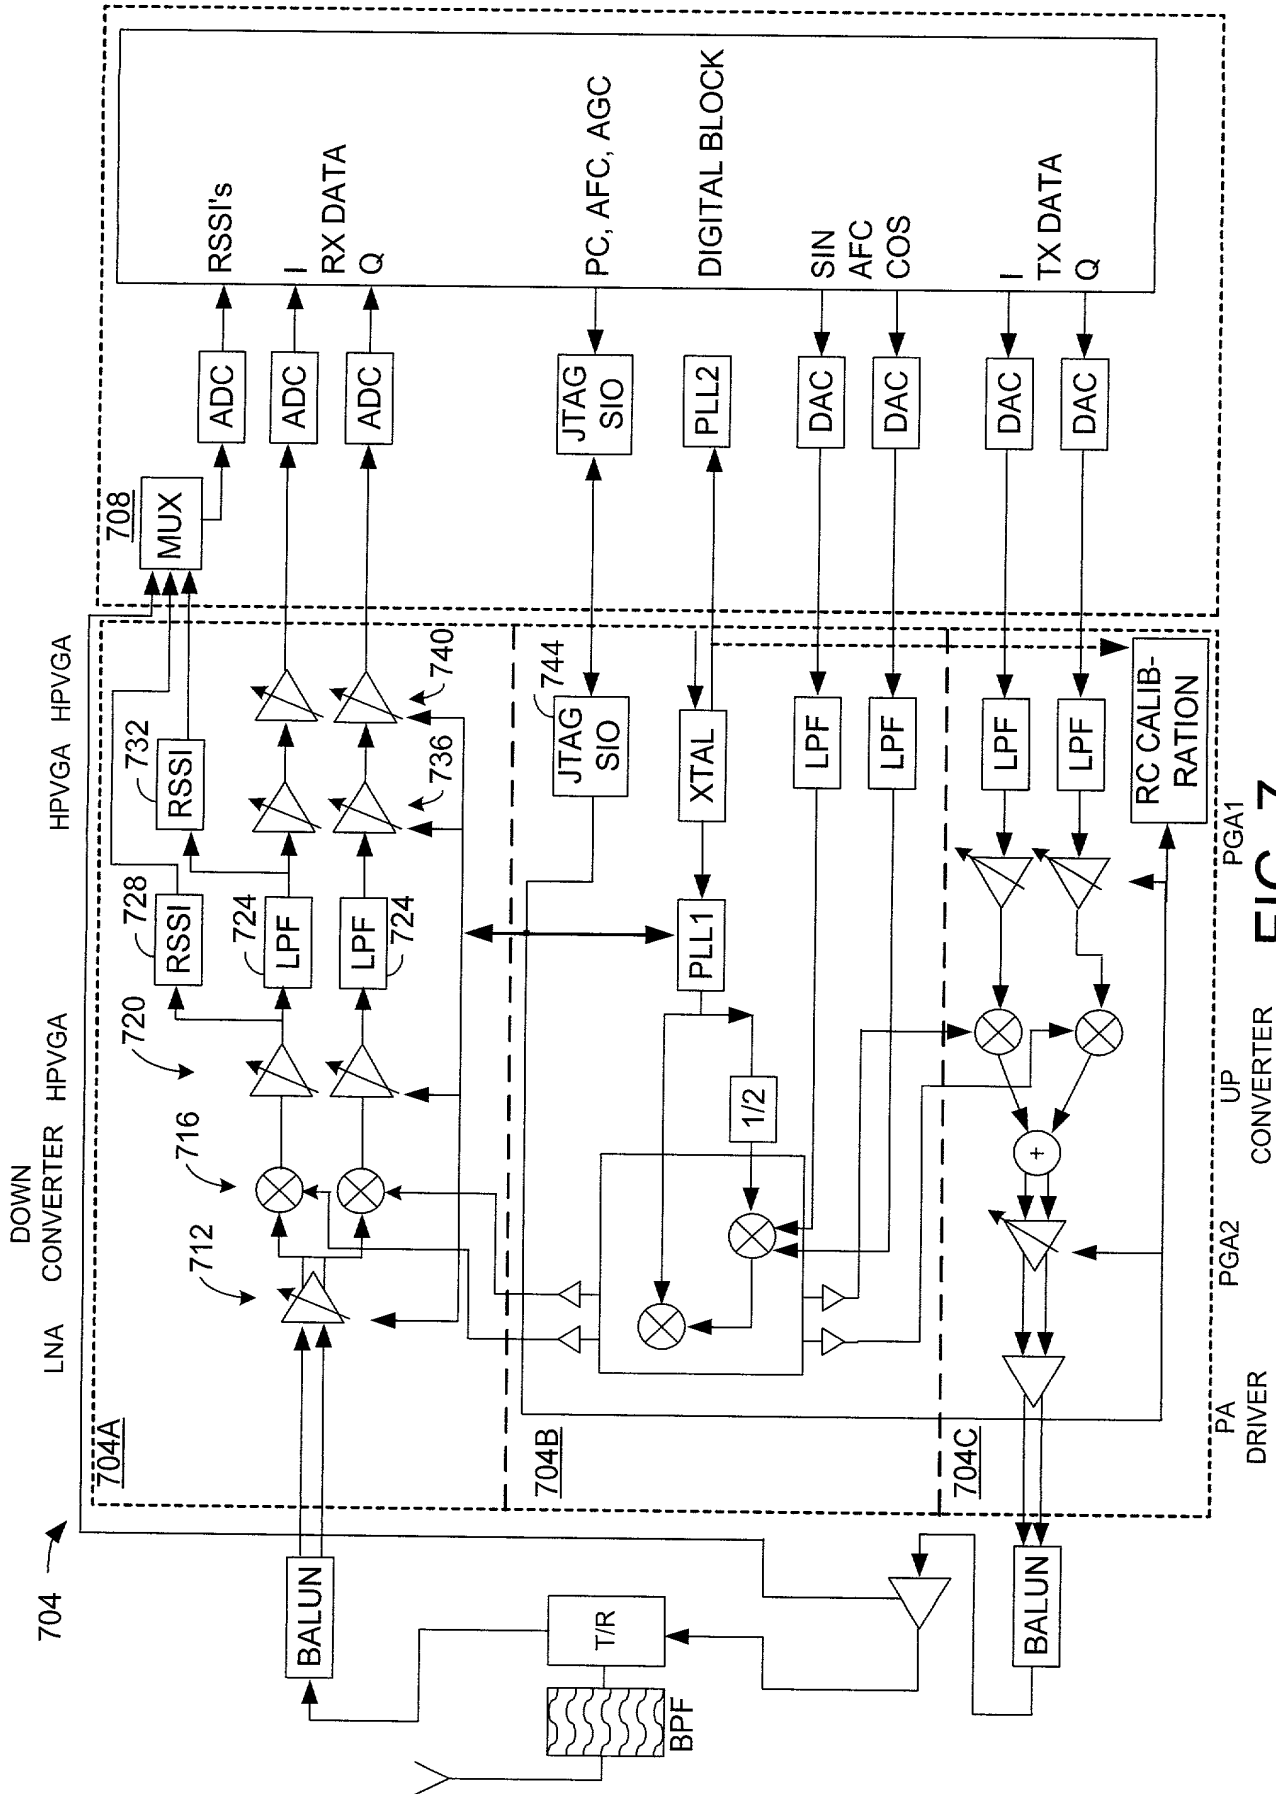 704
LNA
DOWN
CONVERTER
HPVGA
HPVGA
HPVGA
712
716
720
728
732
RSSI
RSSI
724
LPF
LPF
724
736
740
704A
BALUN
T/R
BPF
BALUN
704B
JTAG
SIO
744
XTAL
PLL1
1/2
LPF
LPF
704C
LPF
LPF
+
RC CALIB-
RATION
PA
DRIVER
PGA2
UP
CONVERTER
PGA1
708
MUX
ADC
ADC
ADC
JTAG
SIO
PLL2
DAC
DAC
DAC
DAC
RSSI's
I
RX DATA
Q
PC, AFC, AGC
DIGITAL BLOCK
SIN
AFC
COS
I
TX DATA
Q